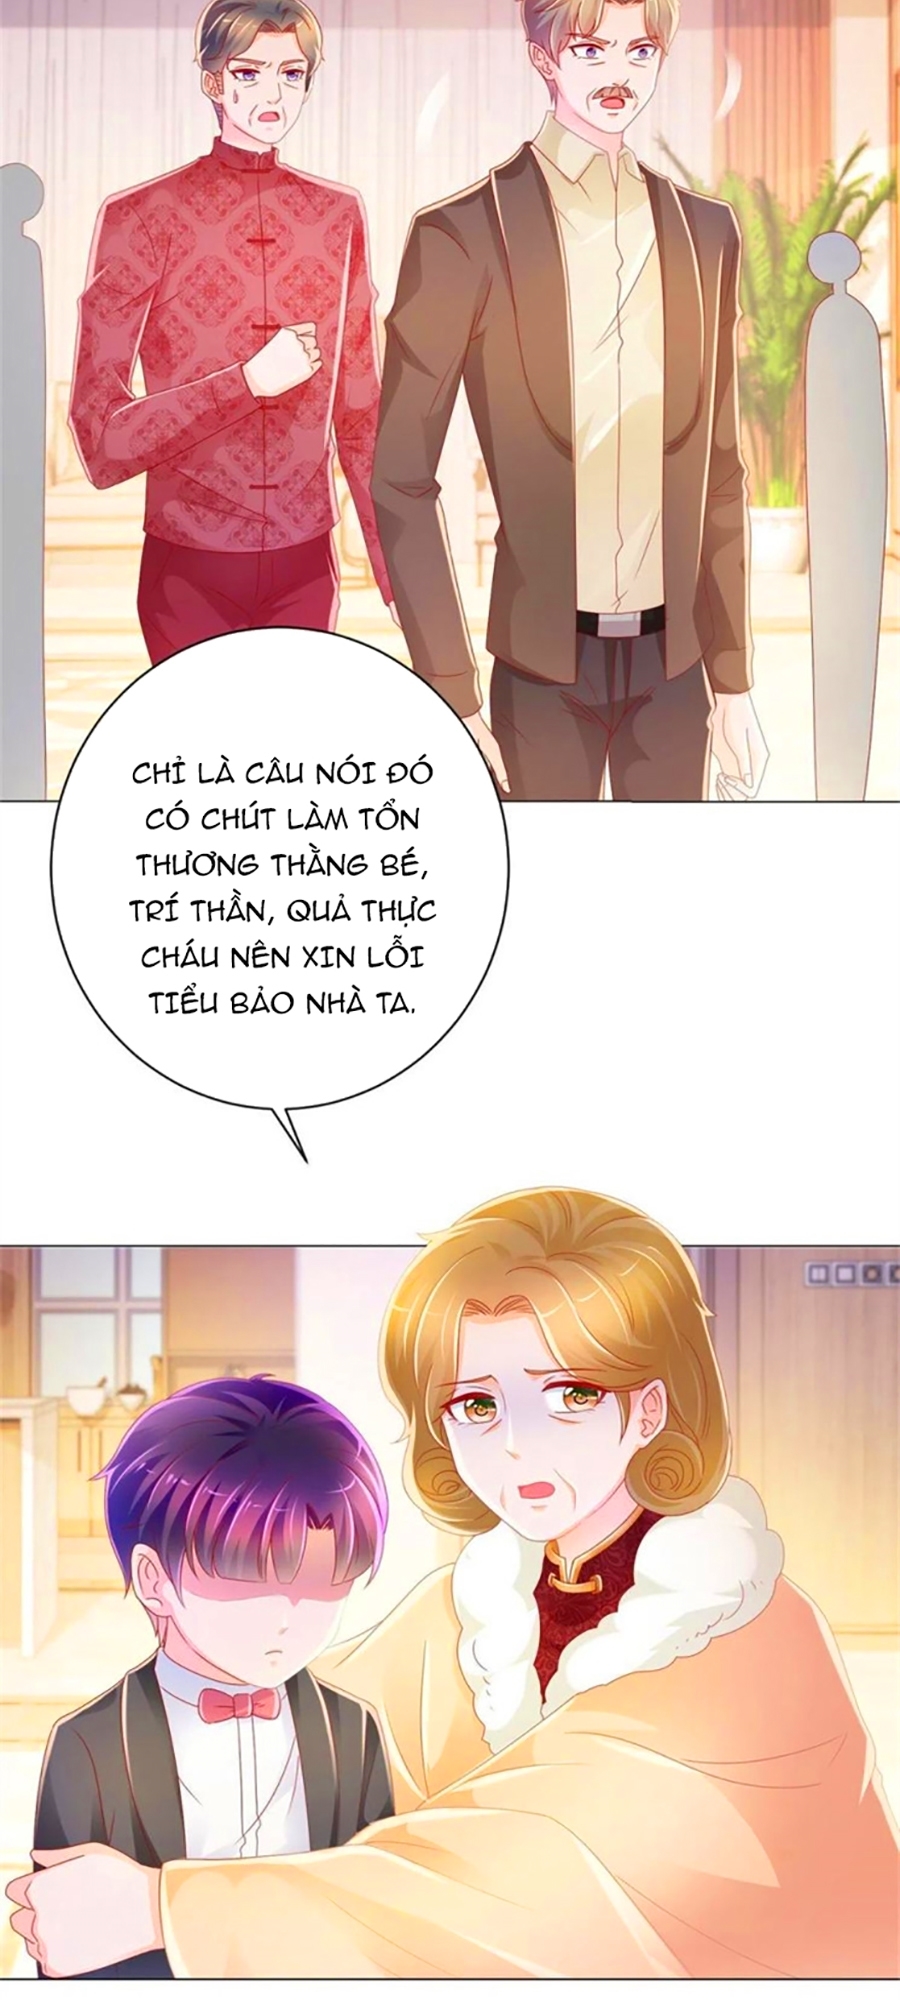 CHỈ LÀ CÂU NÓI ĐÓ
CÓ CHÚT LÀM TỔN
THƯƠNG THẰNG BÉ,
TRÍ THẦN, QUẢ THỰC
CHÁU NÊN XIN LỖI
TIỂU BẢO NHÀ TA.